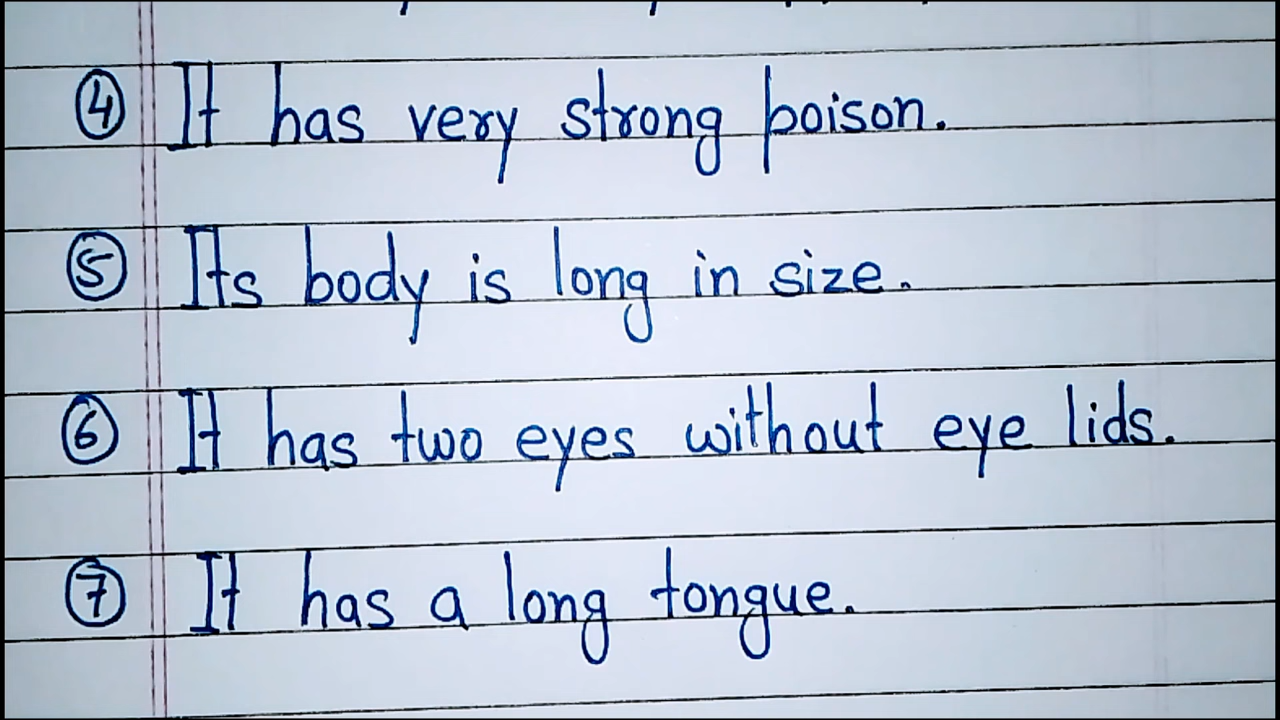 ④ It has very strong poison.
⑤ Its body is long in size.
⑥ It has two eyes without eye lids.
⑦ It has a long tongue.